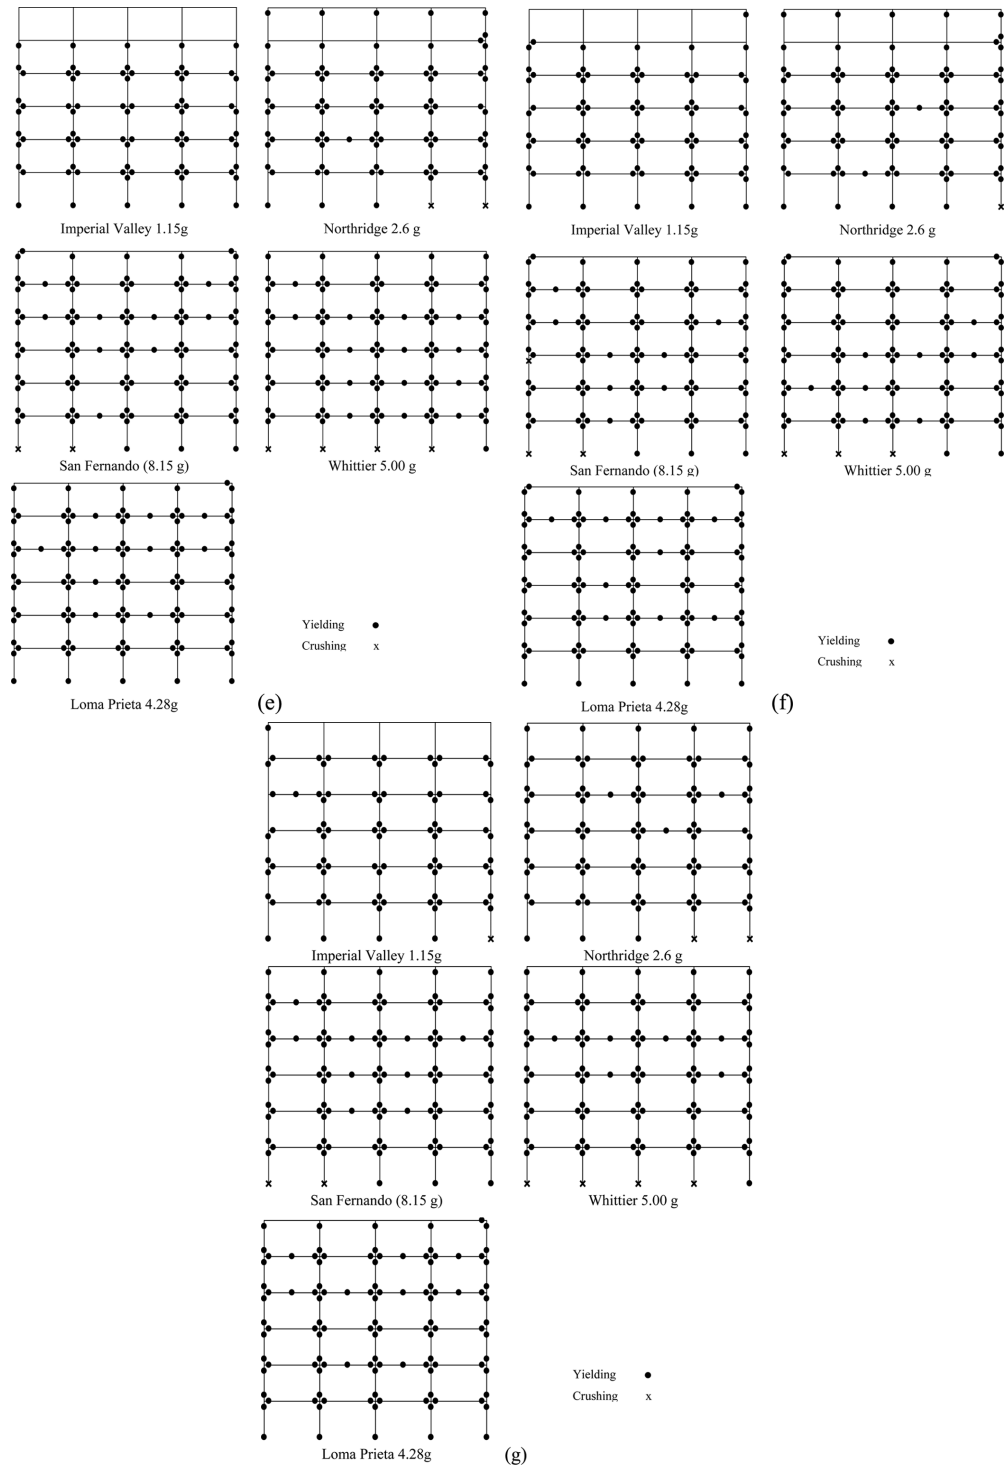 Imperial Valley 1.15g
Northridge 2.6 g
Imperial Valley 1.15g
Northridge 2.6 g
San Fernando (8.15 g)
Whittier 5.00 g
San Fernando (8.15 g)
Whittier 5.00 g
Yielding
Crushing x
Loma Prieta 4.28g
(e)
Yielding
Crushing x
Loma Prieta 4.28g
(f)
Imperial Valley 1.15g
Northridge 2.6 g
San Fernando (8.15 g)
Whittier 5.00 g
Yielding
Crushing x
Loma Prieta 4.28g
(g)